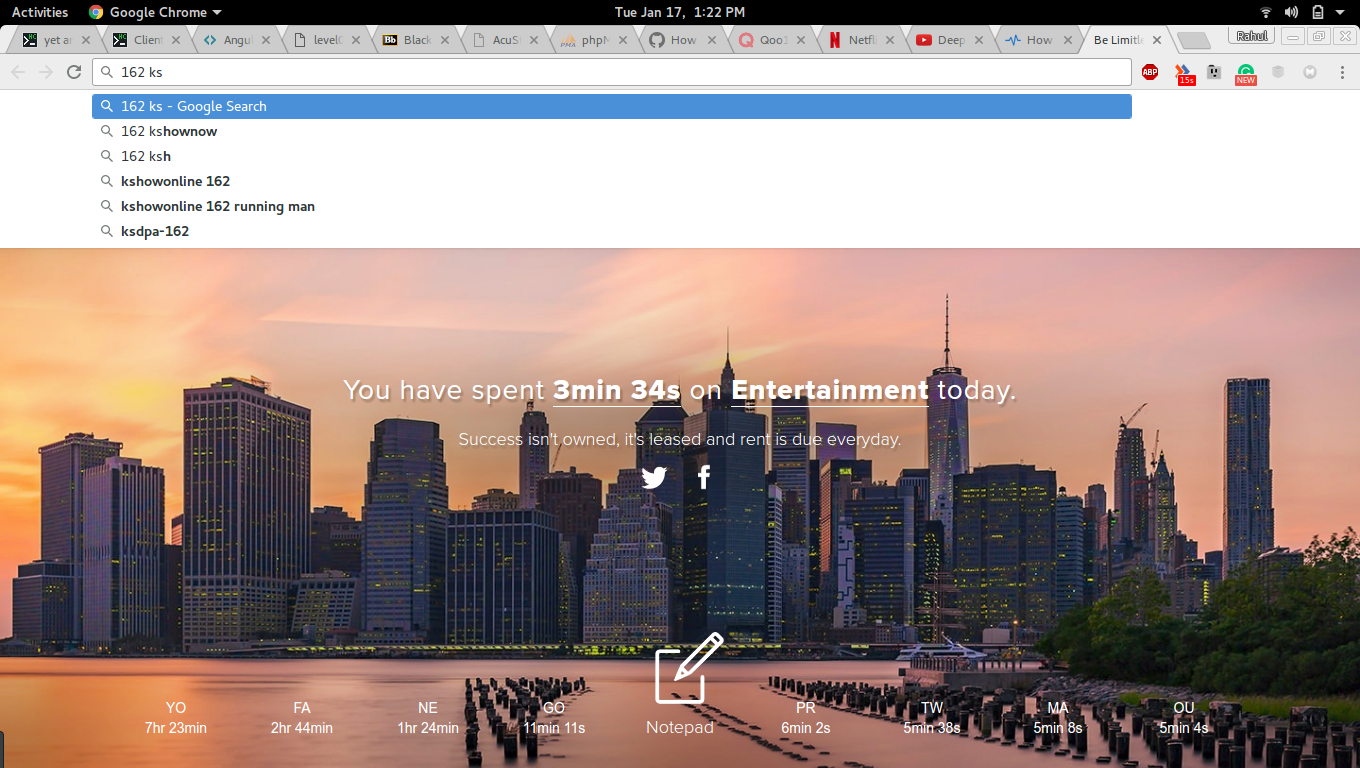 Activities Google Chrome Tue Jan 17, 1:22 PM
yet ar Client Angul level0 Black AcuSt phpM How Qoo1 Netfli Deep How Be Limitle Rahul
162 ks
ABP 15s NEW
162 ks - Google Search
162 kshownow
162 ksh
kshowonline 162
kshowonline 162 running man
ksdpa-162
You have spent 3min 34s on Entertainment today.
Success isn't owned, it's leased and rent is due everyday.
YO FA NE GO PR TW MA OU
7hr 23min 2hr 44min 1hr 24min 11min 11s Notepad 6min 2s 5min 38s 5min 8s 5min 4s